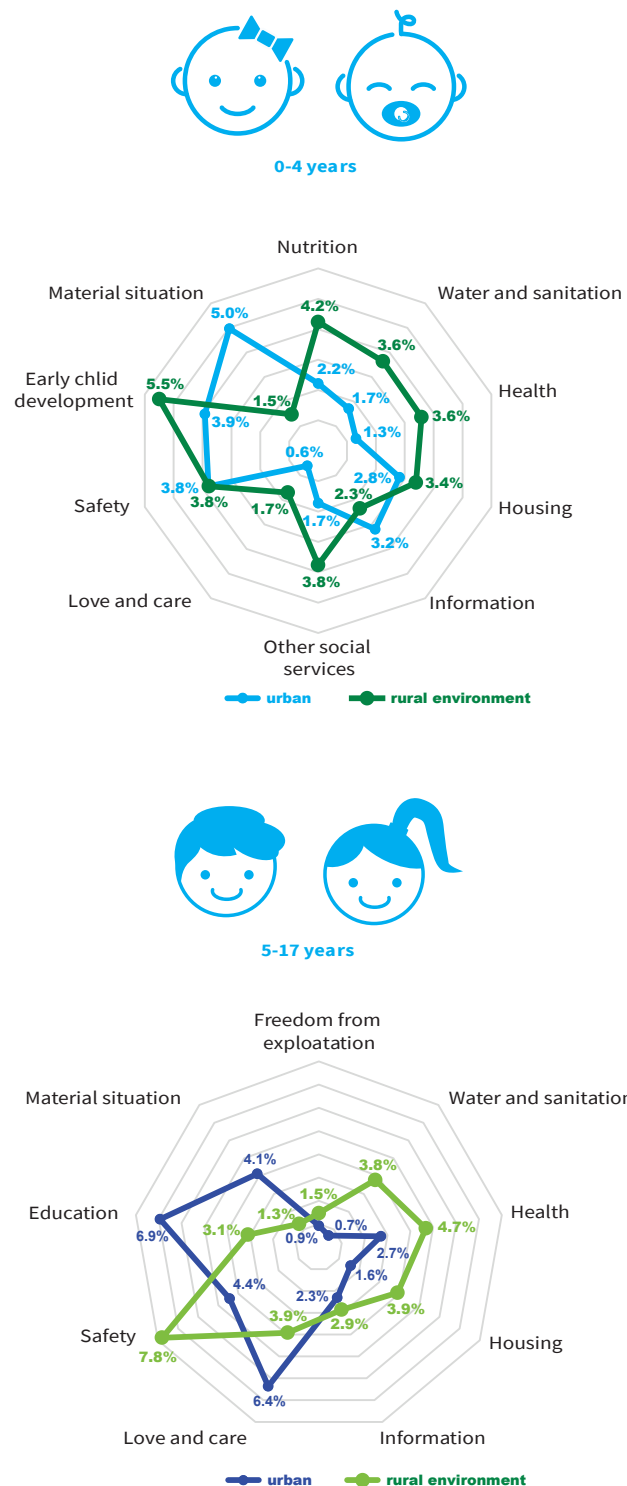 0-4 years
Nutrition
Material situation
Water and sanitation
5.0%
4.2%
3.6%
Early chlid
development
5.5%
2.2%
1.7%
Health
1.5%
3.9%
1.3%
3.6%
0.6%
2.8%
3.8%
3.8%
2.3%
3.4%
Safety
1.7%
1.7%
3.2%
Housing
3.8%
Love and care
Information
Other social
services
urban
rural environment
5-17 years
Freedom from
exploatation
Material situation
Water and sanitation
4.1%
3.8%
1.5%
Education
1.3%
Health
6.9%
3.1%
0.9%
0.7%
4.7%
2.7%
1.6%
4.4%
2.3%
3.9%
3.9%
2.9%
Safety
Housing
7.8%
6.4%
Love and care
Information
urban
rural environment